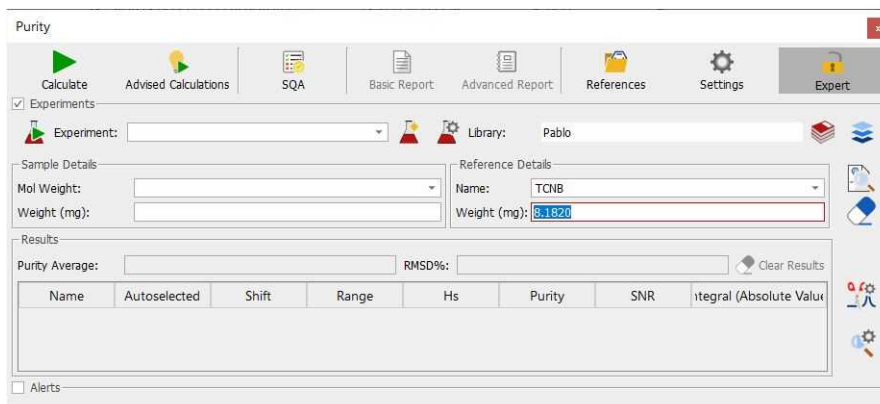 Purity
Calculate Advised Calculations SQA Basic Report Advanced Report References Settings Expert
Experiments
Experiment: Library: Pablo
Sample Details Reference Details
Mol Weight: Name: TCNB
Weight (mg): Weight (mg): 8.1820
Results
Purity Average: RMSD%: Clear Results
Name Autoselected Shift Range Hs Purity SNR ntegral (Absolute Value
Alerts